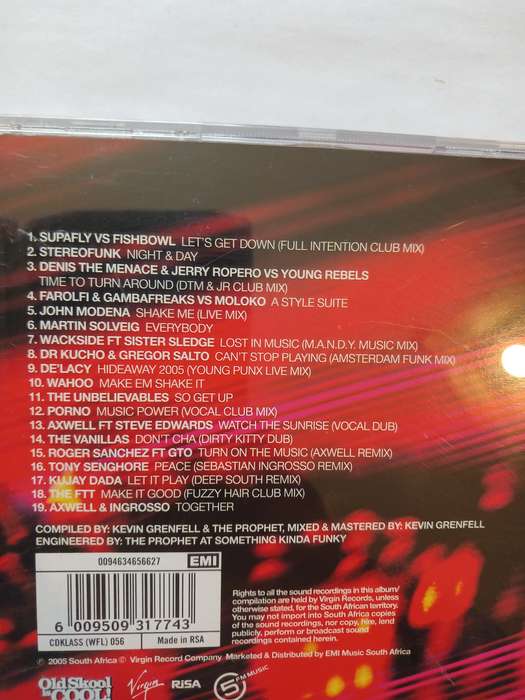 1. SUPAFLY VS FISHBOWL LET'S GET DOWN (FULL INTENTION CLUB MIX)
2. STEREOFUNK NIGHT & DAY
3. DENIS THE MENACE & JERRY ROPERO VS YOUNG REBELS
TIME TO TURN AROUND (DTM & JR CLUB MIX)
4. FAROLFI & GAMBAFREAKS VS MOLOKO A STYLE SUITE
5. JOHN MODENA SHAKE ME (LIVE MIX)
6. MARTIN SOLVEIG EVERYBODY
7. WACKSIDE FT SISTER SLEDGE LOST IN MUSIC (M.A.N.D.Y. MUSIC MIX)
8. DR KUCHO & GREGOR SALTO CAN'T STOP PLAYING (AMSTERDAM FUNK MIX)
9. DE'LACY HIDEAWAY 2005 (YOUNG PUNX LIVE MIX)
10. WAHOO MAKE EM SHAKE IT
11. THE UNBELIEVABLES SO GET UP
12. PORNO MUSIC POWER (VOCAL CLUB MIX)
13. AXWELL FT STEVE EDWARDS WATCH THE SUNRISE (VOCAL DUB)
14. THE VANILLAS DON'T CHA (DIRTY KITTY DUB)
15. ROGER SANCHEZ FT GTO TURN ON THE MUSIC (AXWELL REMIX)
16. TONY SENGHORE PEACE (SEBASTIAN INGROSSO REMIX)
17. KUJAY DADA LET IT PLAY (DEEP SOUTH REMIX)
18. THE FTT MAKE IT GOOD (FUZZY HAIR CLUB MIX)
19. AXWELL & INGROSSO TOGETHER
COMPILED BY: KEVIN GRENFELL & THE PROPHET, MIXED & MASTERED BY: KEVIN GRENFELL
ENGINEERED BY: THE PROPHET AT SOMETHING KINDA FUNKY
0094634656627 EMI
6 009509 317743
CDKLASS (WFL) 056 Made in RSA
Rights to all the sound recordings in this album/
compilation are held by Virgin Records, unless
otherwise stated, for the South African territory.
You may not import into South Africa copies
of the sound recordings, nor copy, hire, lend
publicly, perform or broadcast sound
recordings contained herein.
℗ 2005 South Africa © Virgin Record Company Marketed & Distributed by EMI Music South Africa
Old Skool is COOL! Virgin RiSA 5FM MUSIC